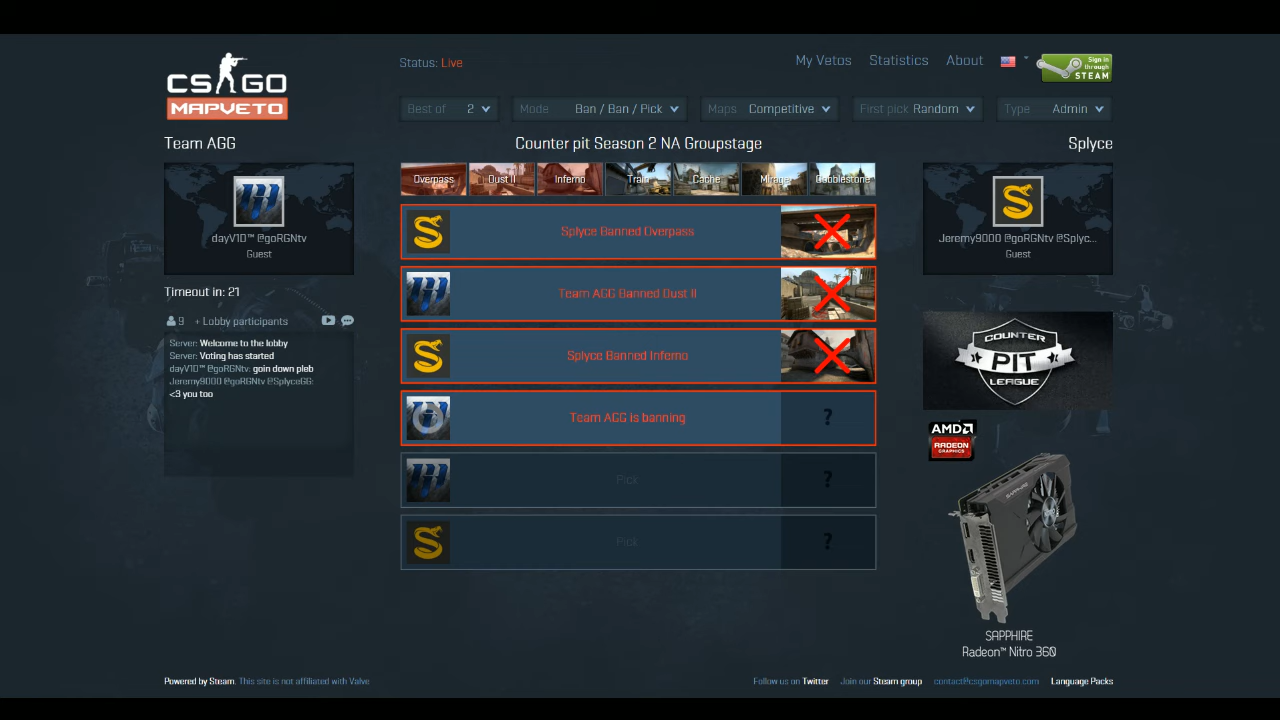 CS GO
MAPVETO
Status: Live
My Vetos Statistics About
Sign in
through
STEAM
Best of 2
Mode Ban / Ban / Pick
Maps Competitive
First pick Random
Type Admin
Team AGG
Counter pit Season 2 NA Groupstage
Splyce
dayV1D™ @goRGNtv
Guest
Timeout in: 21
9 + Lobby participants
Server: Welcome to the lobby
Server: Voting has started
dayV1D™ @goRGNtv: goin down pleb
Jeremy9000 @goRGNtv @SplyceGG:
<3 you too
Overpass Dust II Inferno Train Cache Mirage Cobblestone
Splyce Banned Overpass
Team AGG Banned Dust II
Splyce Banned Inferno
Team AGG is banning ?
Pick ?
Pick ?
Jeremy9000 @goRGNtv @Splyc...
Guest
COUNTER
PIT
LEAGUE
AMD
RADEON
GRAPHICS
SAPPHIRE
SAPPHIRE
Radeon™ Nitro 360
Powered by Steam. This site is not affiliated with Valve
Follow us on Twitter Join our Steam group contact@csgomapveto.com Language Packs